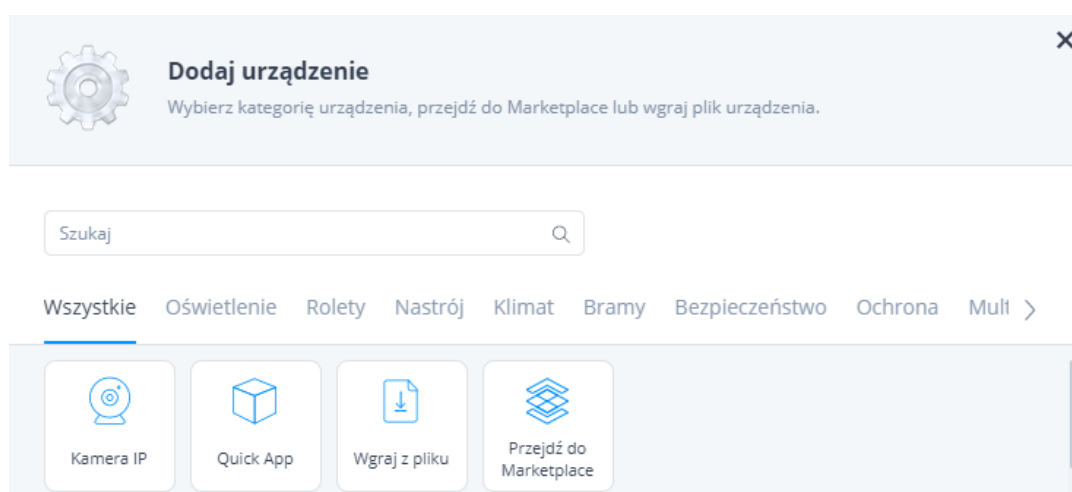 Dodaj urządzenie
Wybierz kategorię urządzenia, przejdź do Marketplace lub wgraj plik urządzenia.
Szukaj
Wszystkie Oświetlenie Rolety Nastrój Klimat Bramy Bezpieczeństwo Ochrona Mult
Kamera IP Quick App Wgraj z pliku Przejdź do
Marketplace